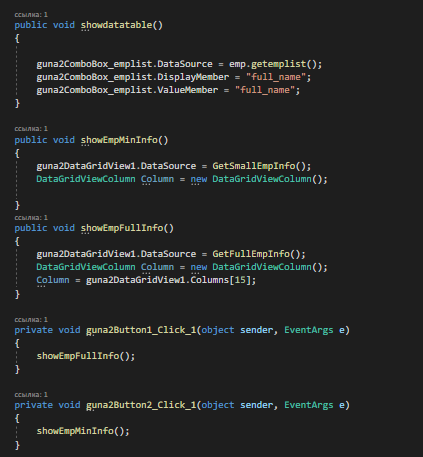 ссылка: 1
public void showdatatable()
{
guna2ComboBox_emplist.DataSource = emp.getemplist();
guna2ComboBox_emplist.DisplayMember = "full_name";
guna2ComboBox_emplist.ValueMember = "full_name";
}
ссылка: 1
public void showEmpMinInfo()
{
guna2DataGridView1.DataSource = GetSmallEmpInfo();
DataGridViewColumn Column = new DataGridViewColumn();
}
ссылка: 1
public void showEmpFullInfo()
{
guna2DataGridView1.DataSource = GetFullEmpInfo();
DataGridViewColumn Column = new DataGridViewColumn();
Column = guna2DataGridView1.Columns[15];
}
ссылка: 1
private void guna2Button1_Click_1(object sender, EventArgs e)
{
showEmpFullInfo();
}
ссылка: 1
private void guna2Button2_Click_1(object sender, EventArgs e)
{
showEmpMinInfo();
}